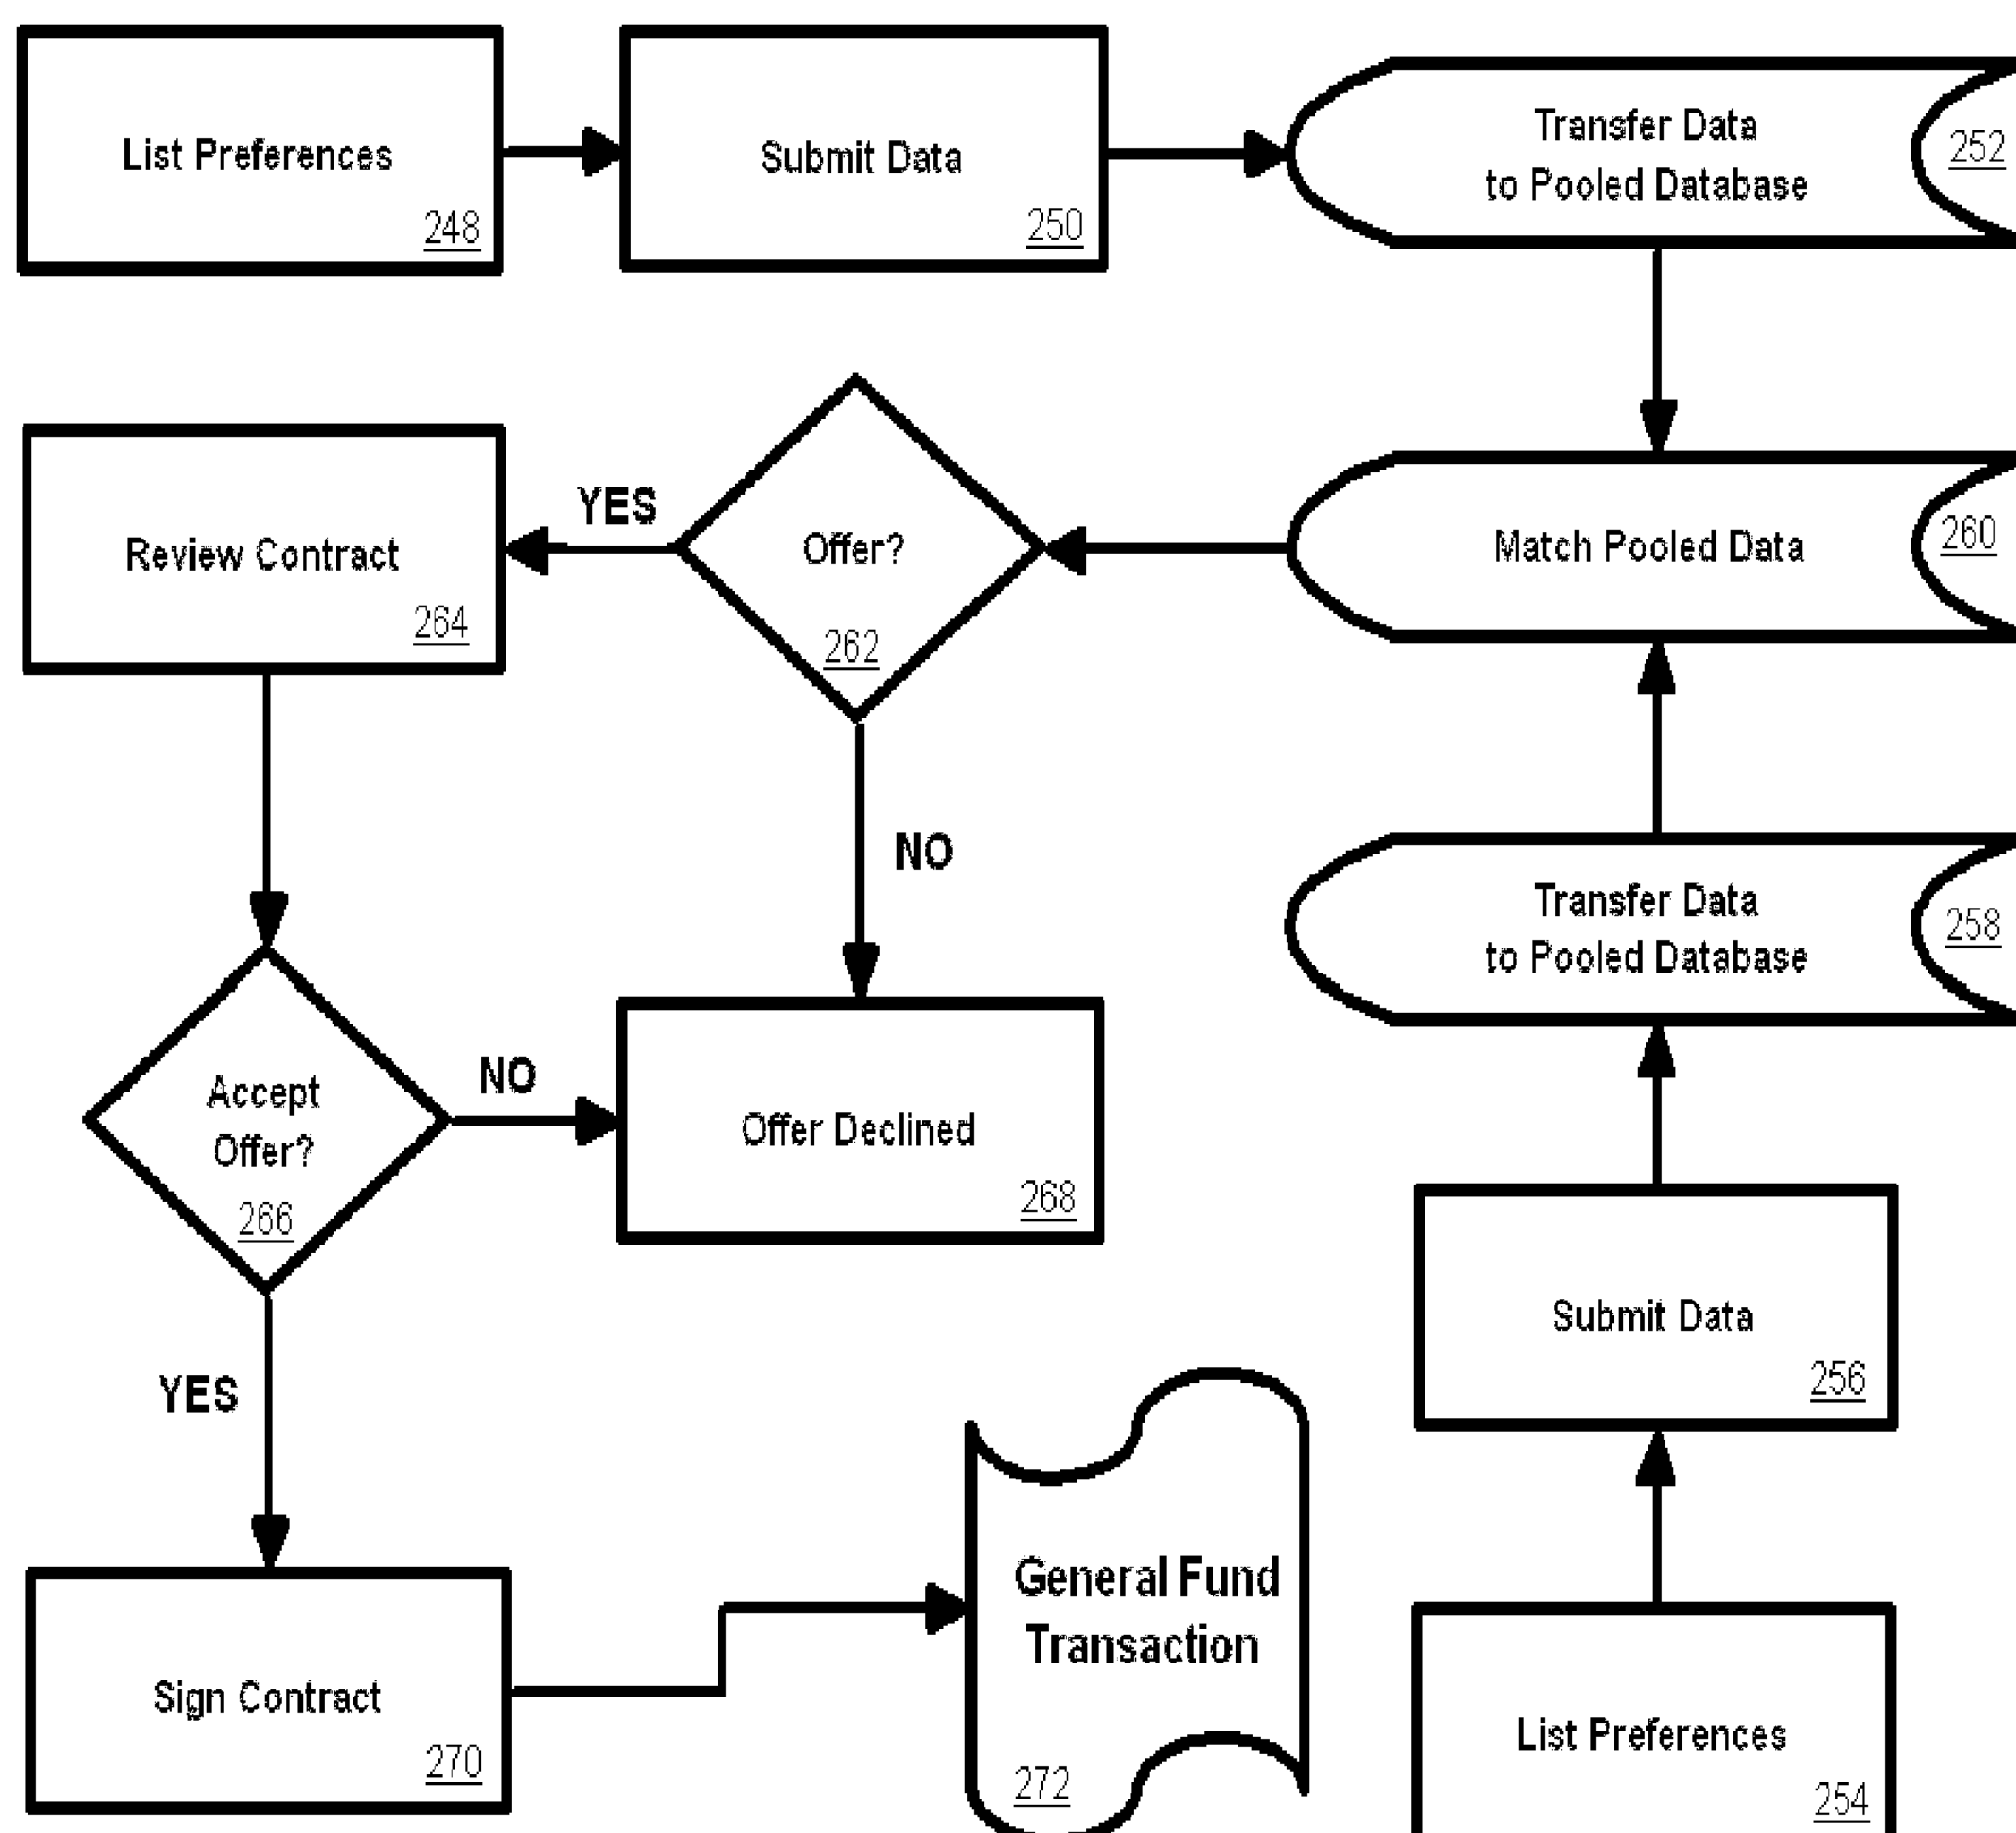 List Preferences
248
Submit Data
250
Transfer Data
to Pooled Database
252
Review Contract
264
YES
Offer?
262
Match Pooled Data
260
NO
Transfer Data
to Pooled Database
258
Accept
Offer?
266
NO
Offer Declined
268
Submit Data
256
YES
Sign Contract
270
General Fund
Transaction
272
List Preferences
254